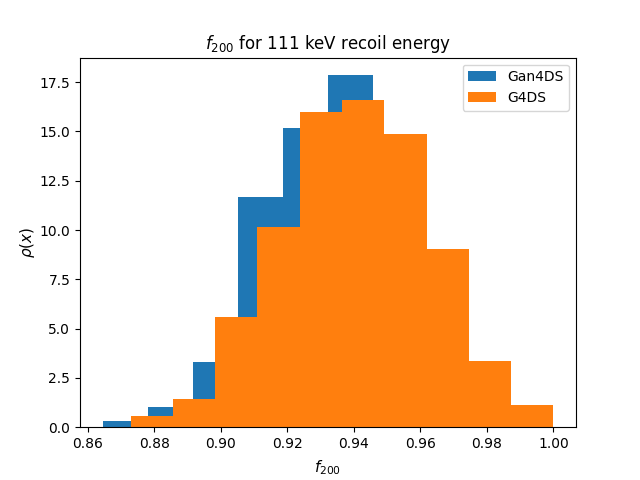 f₂₀₀ for 111 keV recoil energy
Gan4DS
G4DS
17.5
15.0
12.5
10.0
7.5
5.0
2.5
0.0
ρ(x)
0.86 0.88 0.90 0.92 0.94 0.96 0.98 1.00
f₂₀₀